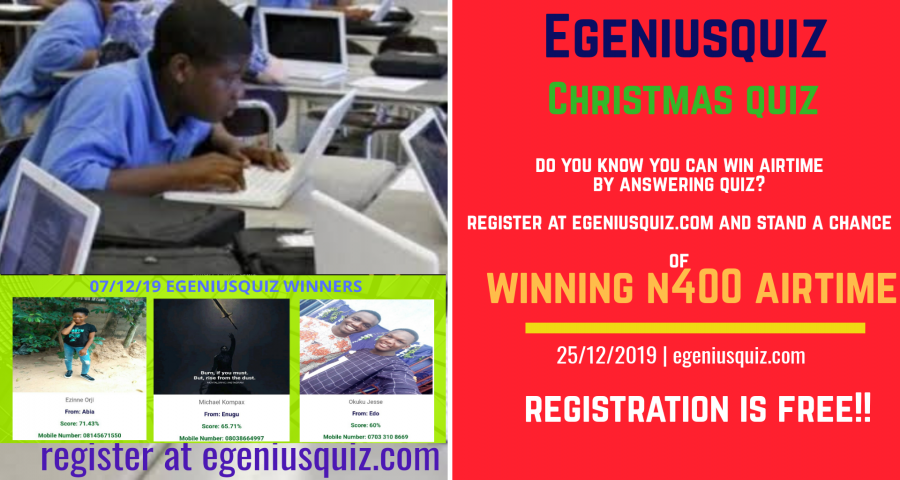 07/12/19 EGENIUSQUIZ WINNERS
Burn, if you must.
But, rise from the dust.
Ezinne Orji
From: Abia
Score: 71.43%
Mobile Number: 08145671550
Michael Kompas
From: Enugu
Score: 65.71%
Mobile Number: 08038664997
Okuku Jesse
From: Edo
Score: 60%
Mobile Number: 0703 310 8669
register at egeniusquiz.com
EGENIUSQUIZ
CHRISTMAS QUIZ
DO YOU KNOW YOU CAN WIN AIRTIME
BY ANSWERING QUIZ?
REGISTER AT EGENIUSQUIZ.COM AND STAND A CHANCE
OF
WINNING N400 AIRTIME
25/12/2019 | egeniusquiz.com
REGISTRATION IS FREE!!